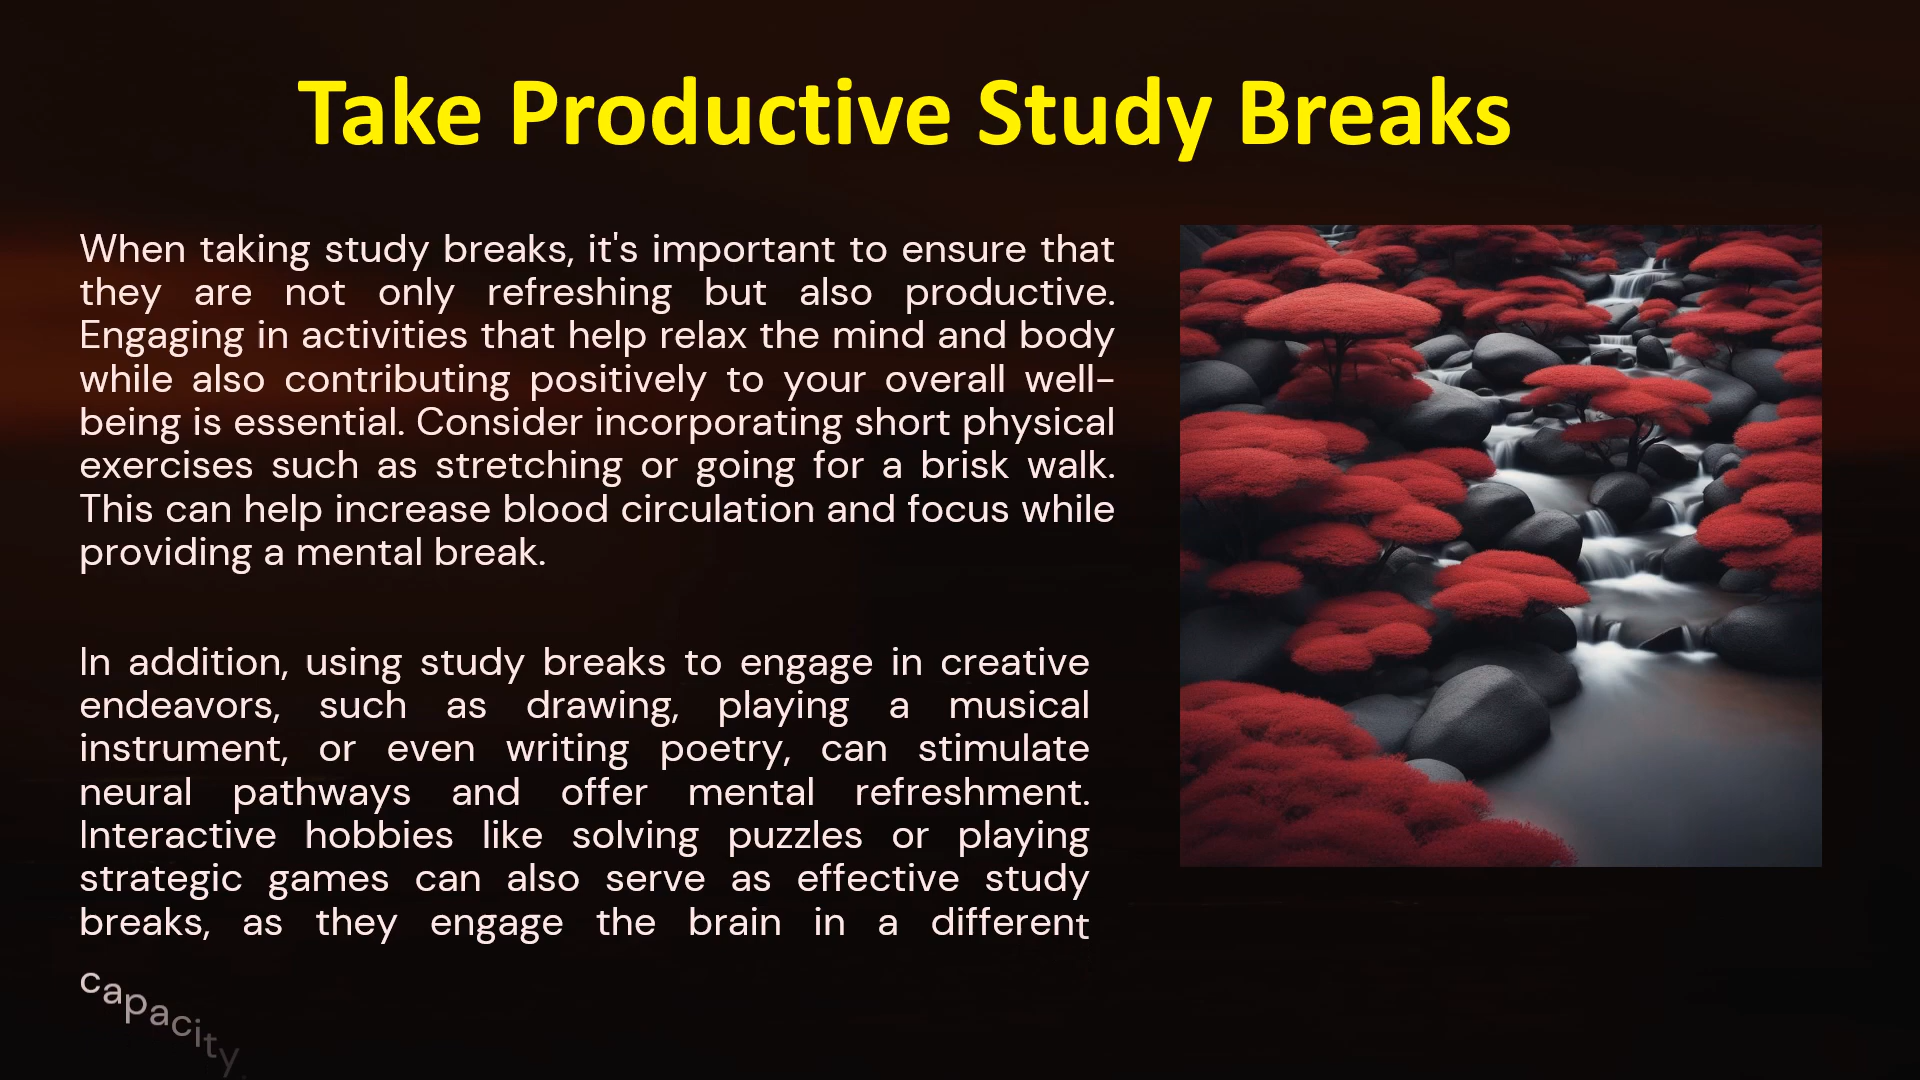 Take Productive Study Breaks
When taking study breaks, it's important to ensure that
they are not only refreshing but also productive.
Engaging in activities that help relax the mind and body
while also contributing positively to your overall well-
being is essential. Consider incorporating short physical
exercises such as stretching or going for a brisk walk.
This can help increase blood circulation and focus while
providing a mental break.
In addition, using study breaks to engage in creative
endeavors, such as drawing, playing a musical
instrument, or even writing poetry, can stimulate
neural pathways and offer mental refreshment.
Interactive hobbies like solving puzzles or playing
strategic games can also serve as effective study
breaks, as they engage the brain in a different
capacity.